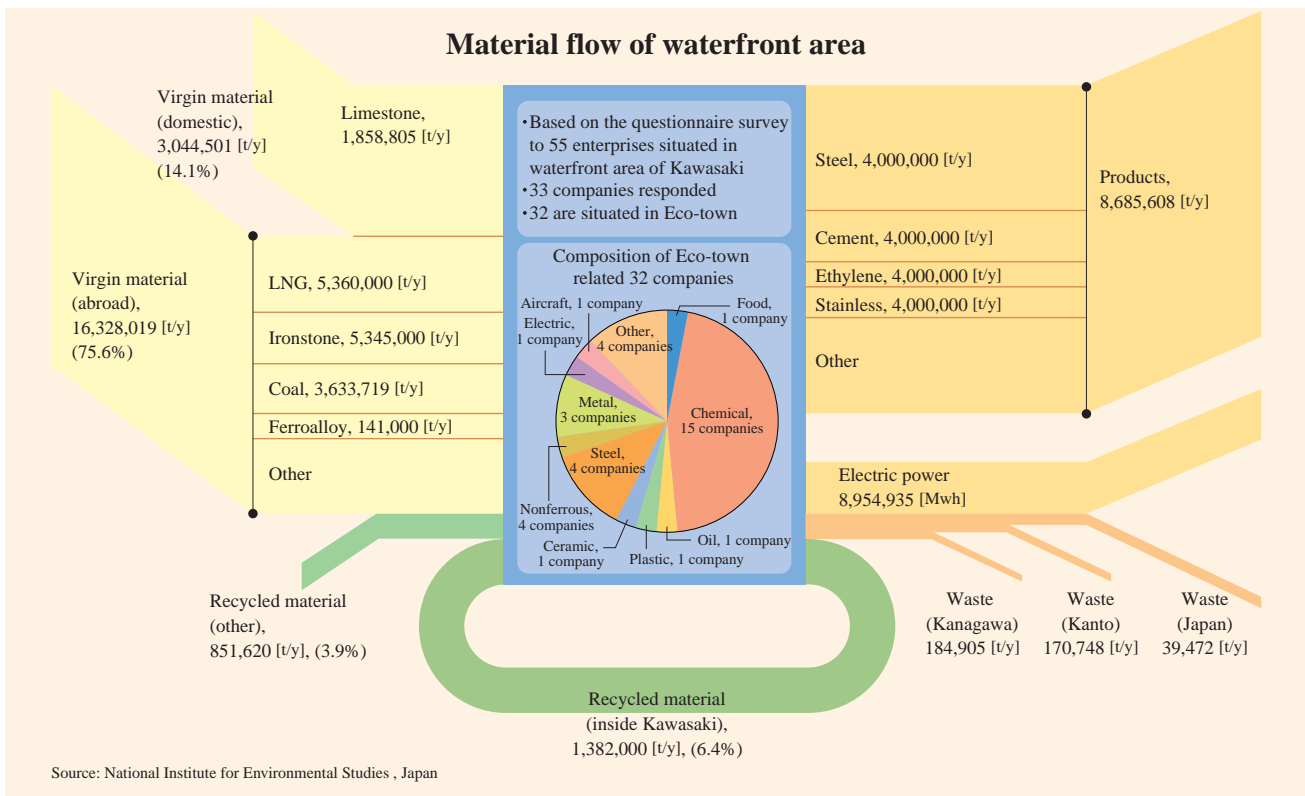 Material flow of waterfront area
Virgin material
(domestic),
3,044,501 [t/y]
(14.1%)
Limestone,
1,858,805 [t/y]
Virgin material
(abroad),
16,328,019 [t/y]
(75.6%)
LNG, 5,360,000 [t/y]
Ironstone, 5,345,000 [t/y]
Coal, 3,633,719 [t/y]
Ferroalloy, 141,000 [t/y]
Other
Recycled material
(other),
851,620 [t/y], (3.9%)
・Based on the questionnaire survey
to 55 enterprises situated in
waterfront area of Kawasaki
・33 companies responded
・32 are situated in Eco-town
Composition of Eco-town
related 32 companies
Aircraft, 1 company
Electric,
1 company
Other,
4 companies
Food,
1 company
Metal,
3 companies
Chemical,
15 companies
Steel,
4 companies
Nonferrous,
4 companies
Ceramic,
1 company
Plastic, 1 company
Oil, 1 company
Steel, 4,000,000 [t/y]
Cement, 4,000,000 [t/y]
Ethylene, 4,000,000 [t/y]
Stainless, 4,000,000 [t/y]
Other
Products,
8,685,608 [t/y]
Electric power
8,954,935 [Mwh]
Waste
(Kanagawa)
184,905 [t/y]
Waste
(Kanto)
170,748 [t/y]
Waste
(Japan)
39,472 [t/y]
Recycled material
(inside Kawasaki),
1,382,000 [t/y], (6.4%)
Source: National Institute for Environmental Studies , Japan